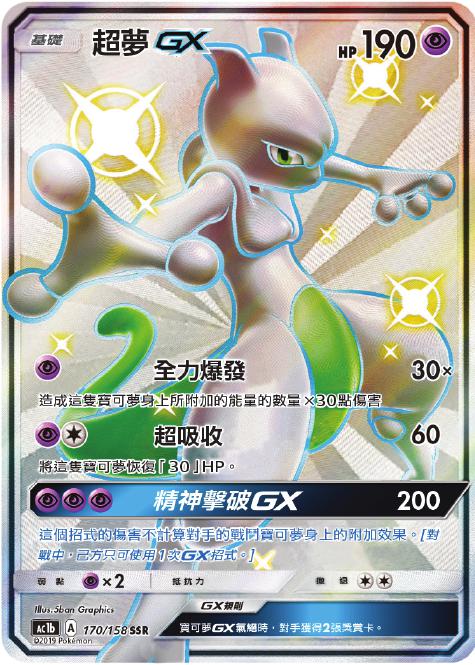 基礎 超夢GX HP190
全力爆發 30×
造成這隻寶可夢身上所附加的能量的數量×30點傷害
超吸收 60
將這隻寶可夢恢復「30」HP。
精神擊破GX 200
這個招式的傷害不計算對手的戰鬥寶可夢身上的附加效果。[對
戰中,己方只可使用1次GX招式。]
弱點 ×2 抵抗力 撤退
Illus.5ban Graphics GX規則
AC1b A 170/158 SSR 寶可夢GX氣絕時,對手獲得2張獎賞卡。
©2019 Pokémon